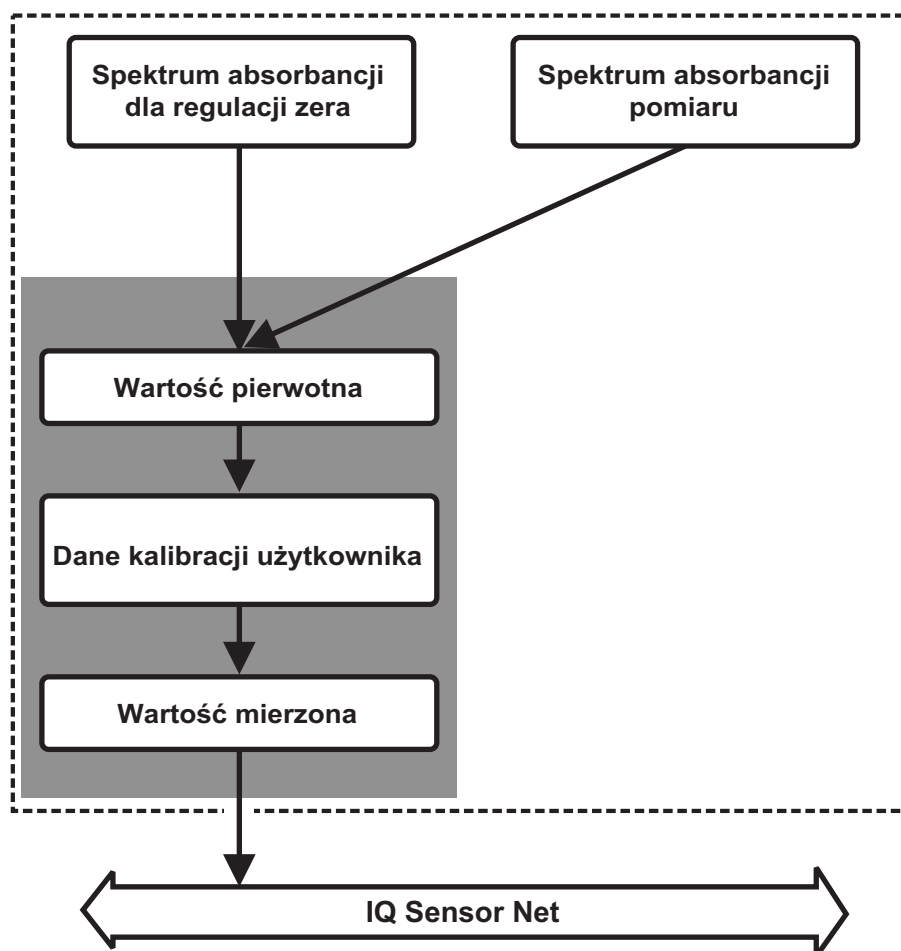 Spektrum absorbancji
dla regulacji zera
Spektrum absorbancji
pomiaru
Wartość pierwotna
Dane kalibracji użytkownika
Wartość mierzona
IQ Sensor Net